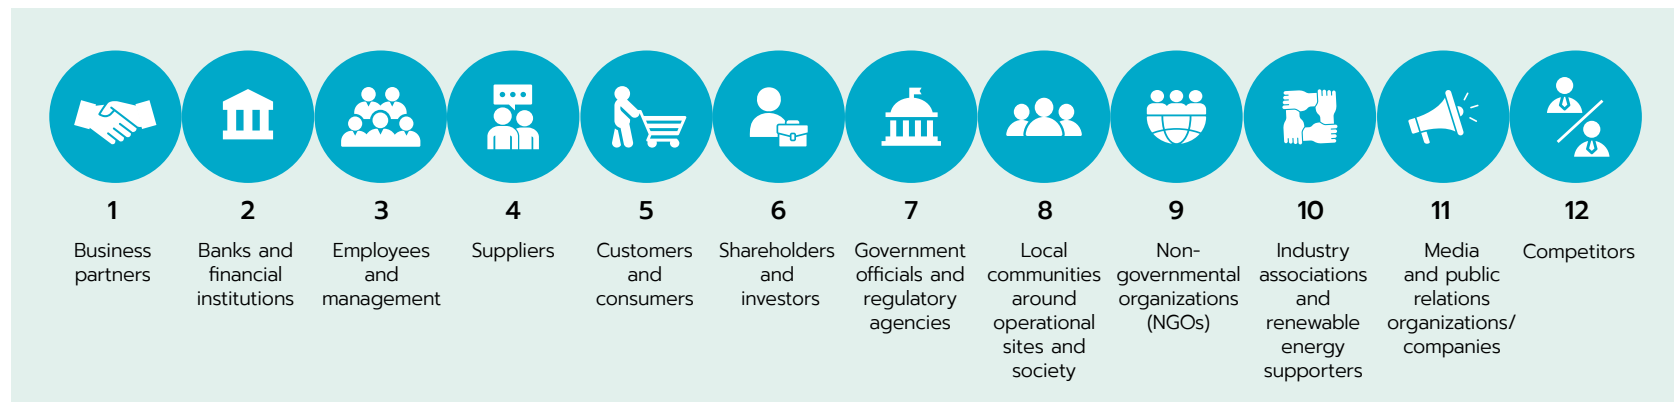 1
Business
partners
2
Banks and
financial
institutions
3
Employees
and
management
4
Suppliers
5
Customers
and
consumers
6
Shareholders
and
investors
7
Government
officials and
regulatory
agencies
8
Local
communities
around
operational
sites and
society
9
Non-
governmental
organizations
(NGOs)
10
Industry
associations
and
renewable
energy
supporters
11
Media
and public
relations
organizations/
companies
12
Competitors